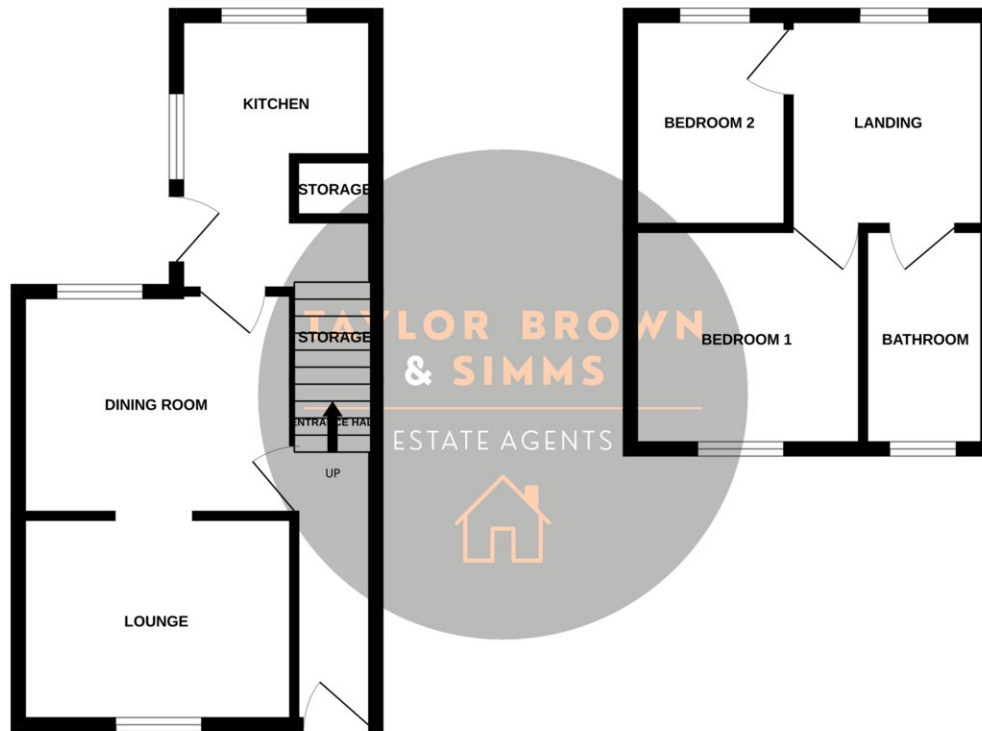 KITCHEN
STORAGE
STORAGE
DINING ROOM
ENTRANCE HALL
UP
LOUNGE
BEDROOM 2
LANDING
BEDROOM 1
BATHROOM
TAYLOR BROWN
& SIMMS
ESTATE AGENTS